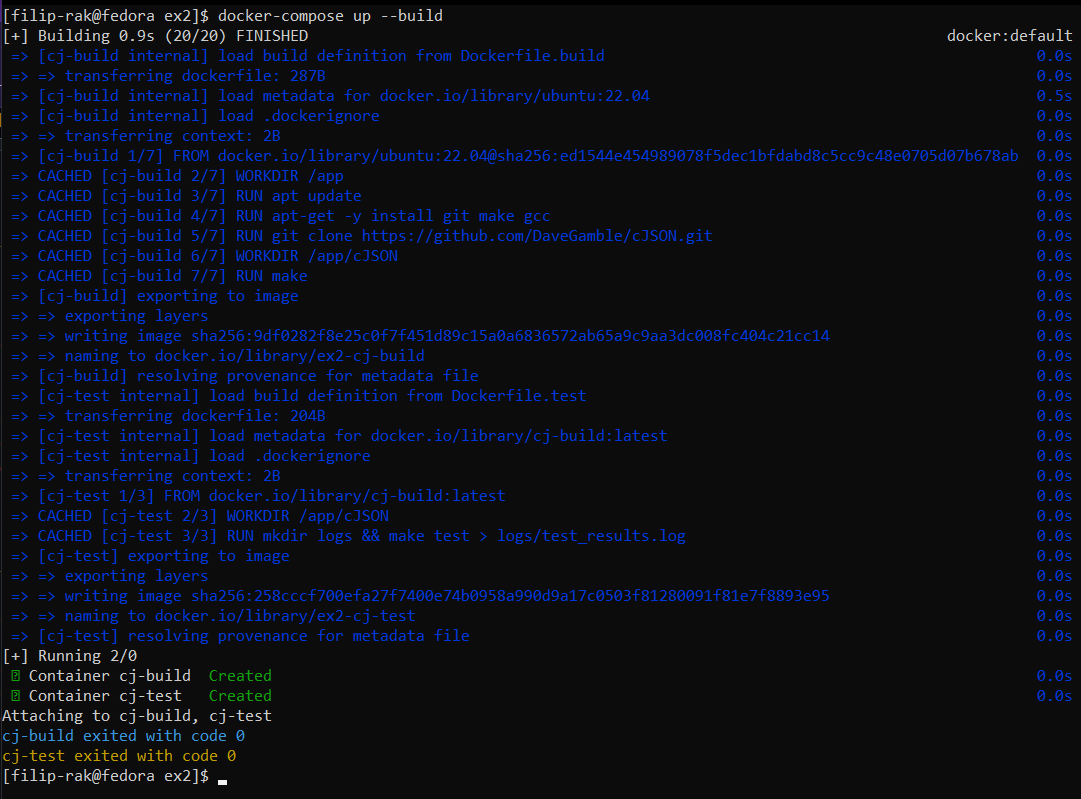 [filip-rak@fedora ex2]$ docker-compose up --build
[+] Building 0.9s (20/20) FINISHED docker:default
=> [cj-build internal] load build definition from Dockerfile.build 0.0s
=> => transferring dockerfile: 287B 0.0s
=> [cj-build internal] load metadata for docker.io/library/ubuntu:22.04 0.5s
=> [cj-build internal] load .dockerignore 0.0s
=> => transferring context: 2B 0.0s
=> [cj-build 1/7] FROM docker.io/library/ubuntu:22.04@sha256:ed1544e454989078f5dec1bfdabd8c5cc9c48e0705d07b678ab 0.0s
=> CACHED [cj-build 2/7] WORKDIR /app 0.0s
=> CACHED [cj-build 3/7] RUN apt update 0.0s
=> CACHED [cj-build 4/7] RUN apt-get -y install git make gcc 0.0s
=> CACHED [cj-build 5/7] RUN git clone https://github.com/DaveGamble/cJSON.git 0.0s
=> CACHED [cj-build 6/7] WORKDIR /app/cJSON 0.0s
=> CACHED [cj-build 7/7] RUN make 0.0s
=> [cj-build] exporting to image 0.0s
=> => exporting layers 0.0s
=> => writing image sha256:9df0282f8e25c0f7f451d89c15a0a6836572ab65a9c9aa3dc008fc404c21cc14 0.0s
=> => naming to docker.io/library/ex2-cj-build 0.0s
=> [cj-build] resolving provenance for metadata file 0.0s
=> [cj-test internal] load build definition from Dockerfile.test 0.0s
=> => transferring dockerfile: 204B 0.0s
=> [cj-test internal] load metadata for docker.io/library/cj-build:latest 0.0s
=> [cj-test internal] load .dockerignore 0.0s
=> => transferring context: 2B 0.0s
=> [cj-test 1/3] FROM docker.io/library/cj-build:latest 0.0s
=> CACHED [cj-test 2/3] WORKDIR /app/cJSON 0.0s
=> CACHED [cj-test 3/3] RUN mkdir logs && make test > logs/test_results.log 0.0s
=> [cj-test] exporting to image 0.0s
=> => exporting layers 0.0s
=> => writing image sha256:258cccf700efa27f7400e74b0958a990d9a17c0503f81280091f81e7f8893e95 0.0s
=> => naming to docker.io/library/ex2-cj-test 0.0s
=> [cj-test] resolving provenance for metadata file 0.0s
[+] Running 2/0
Container cj-build Created 0.0s
Container cj-test Created 0.0s
Attaching to cj-build, cj-test
cj-build exited with code 0
cj-test exited with code 0
[filip-rak@fedora ex2]$